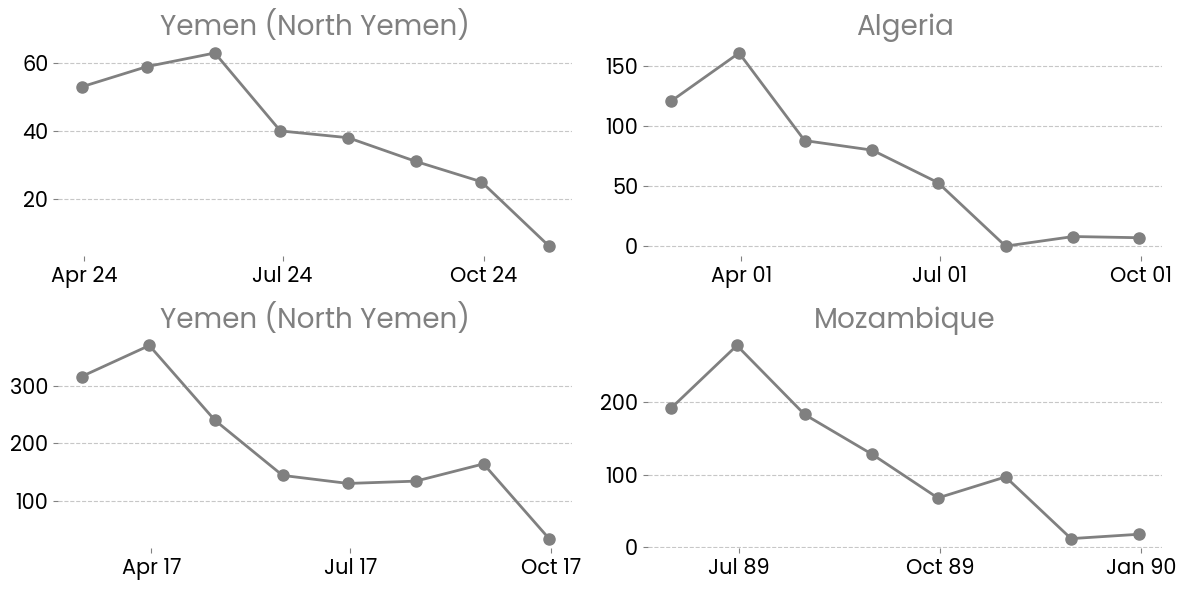 Yemen (North Yemen)
60
40
20
Apr 24 Jul 24 Oct 24
Algeria
150
100
50
0
Apr 01 Jul 01 Oct 01
Yemen (North Yemen)
300
200
100
Apr 17 Jul 17 Oct 17
Mozambique
200
100
0
Jul 89 Oct 89 Jan 90